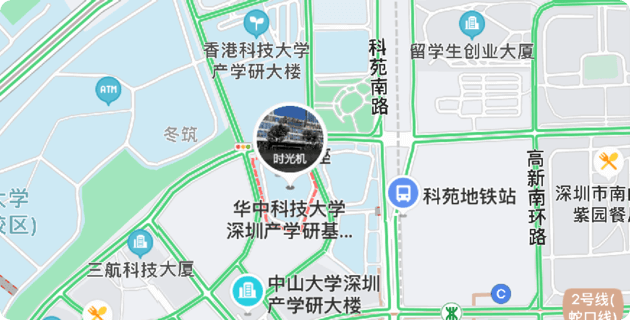 香港科技大学
产学研大楼
科苑南路
留学生创业大厦
ATM
冬筑
时光机
座
大学
校区)
华中科技大学
深圳产学研基...
科苑地铁站
高新南环路
深圳市南山
紫园餐厅
三航科技大厦
中山大学深圳
产学研大楼
C
2号线(
蛇口线)